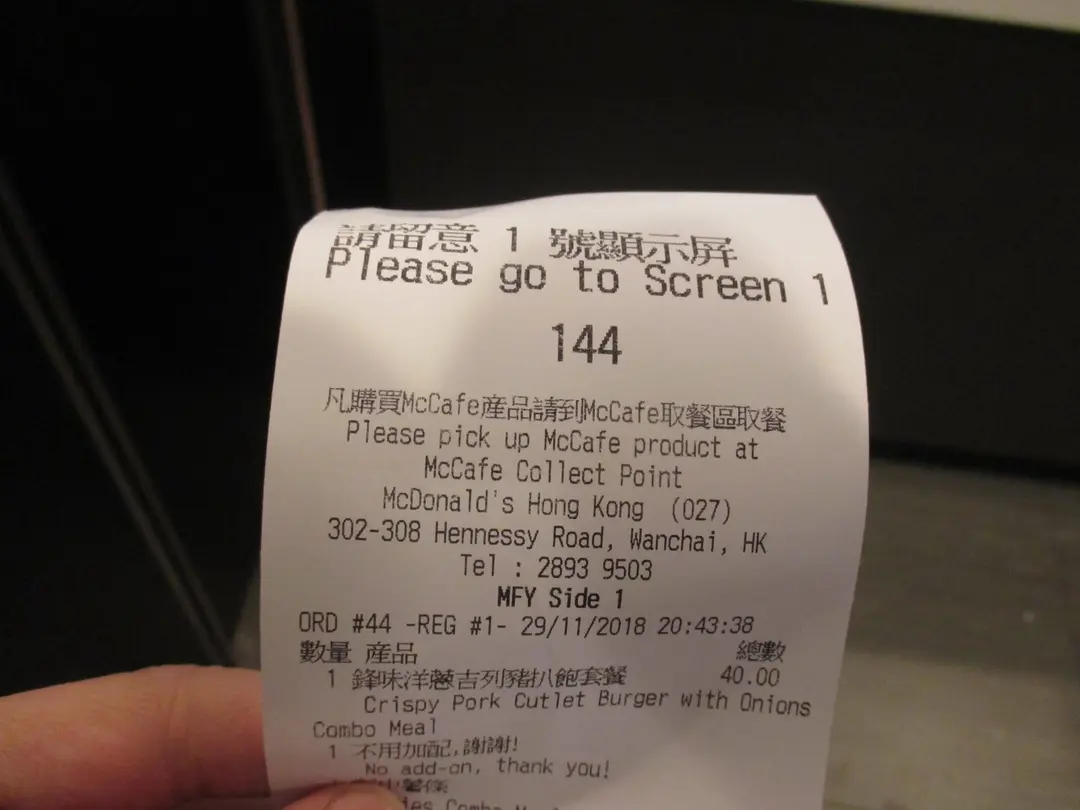 請留意 1 號顯示屏
Please go to Screen 1
144
凡購買McCafe產品請到McCafe取餐區取餐
Please pick up McCafe product at
McCafe Collect Point
McDonald's Hong Kong (027)
302-308 Hennessy Road, Wanchai, HK
Tel : 2893 9503
MFY Side 1
ORD #44 -REG #1- 29/11/2018 20:43:38
數量 產品 總數
1 鋒味洋蔥吉列豬扒飽套餐 40.00
Crispy Pork Cutlet Burger with Onions
Combo Meal
1 不用加配,謝謝!
No add-on, thank you!
薯條